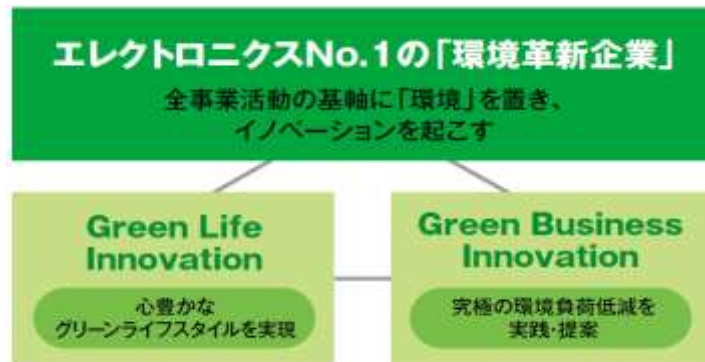 エレクトロニクスNo.1の「環境革新企業」
全事業活動の基軸に「環境」を置き、
イノベーションを起こす
Green Life
Innovation
心豊かな
グリーンライフスタイルを実現
Green Business
Innovation
究極の環境負荷低減を
実践・提案